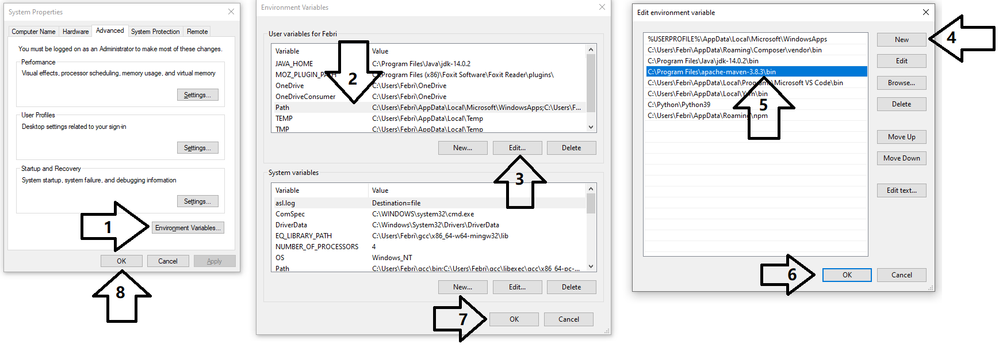 System Properties
Computer Name Hardware Advanced System Protection Remote
You must be logged on as an Administrator to make most of these changes.
Performance
Visual effects, processor scheduling, memory usage, and virtual memory
Settings...
User Profiles
Desktop settings related to your sign-in
Settings...
Startup and Recovery
System startup, system failure, and debugging information
Settings...
1
Environment Variables...
OK Cancel Apply
8
Environment Variables
User variables for Febri
Variable Value
JAVA_HOME C:\Program Files\Java\jdk-14.0.2
MOZ_PLUGIN_PATH C:\Program Files (x86)\Foxit Software\Foxit Reader\plugins\
2
OneDrive C:\Users\Febri\OneDrive
OneDriveConsumer C:\Users\Febri\OneDrive
Path C:\Users\Febri\AppData\Local\Microsoft\WindowsApps;C:\Users\F...
TEMP C:\Users\Febri\AppData\Local\Temp
TMP C:\Users\Febri\AppData\Local\Temp
New... Edit... Delete
3
System variables
Variable Value
asl.log Destination=file
ComSpec C:\WINDOWS\system32\cmd.exe
DriverData C:\Windows\System32\Drivers\DriverData
EQ_LIBRARY_PATH C:\Users\Febri\gcc\x86_64-w64-mingw32\lib
NUMBER_OF_PROCESSORS 4
OS Windows_NT
Path C:\Users\Febri\gcc\bin;C:\Users\Febri\gcc\libexec\gcc\x86_64-pc-...
New... Edit... Delete
7
OK Cancel
Edit environment variable
%USERPROFILE%\AppData\Local\Microsoft\WindowsApps
C:\Users\Febri\AppData\Roaming\Composer\vendor\bin
C:\Program Files\Java\jdk-14.0.2\bin
C:\Program Files\apache-maven-3.8.3\bin
C:\Users\Febri\AppData\Local\Programs\Microsoft VS Code\bin
C:\Users\Febri\AppData\Local\Yarn\bin
C:\Python\Python39
C:\Users\Febri\AppData\Roaming\npm
5
New
4
Edit
Browse...
Delete
Move Up
Move Down
Edit text...
6
OK Cancel